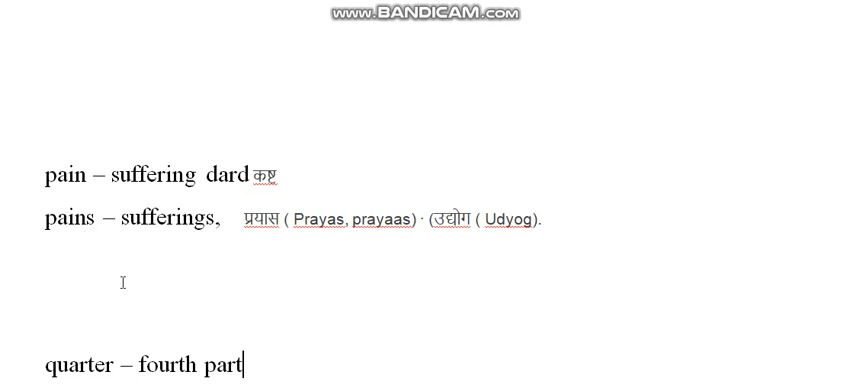 www.BANDICAM.com
pain – suffering dard कष्ट
pains – sufferings, प्रयास ( Prayas, prayaas) · (उद्योग ( Udyog).
quarter – fourth part